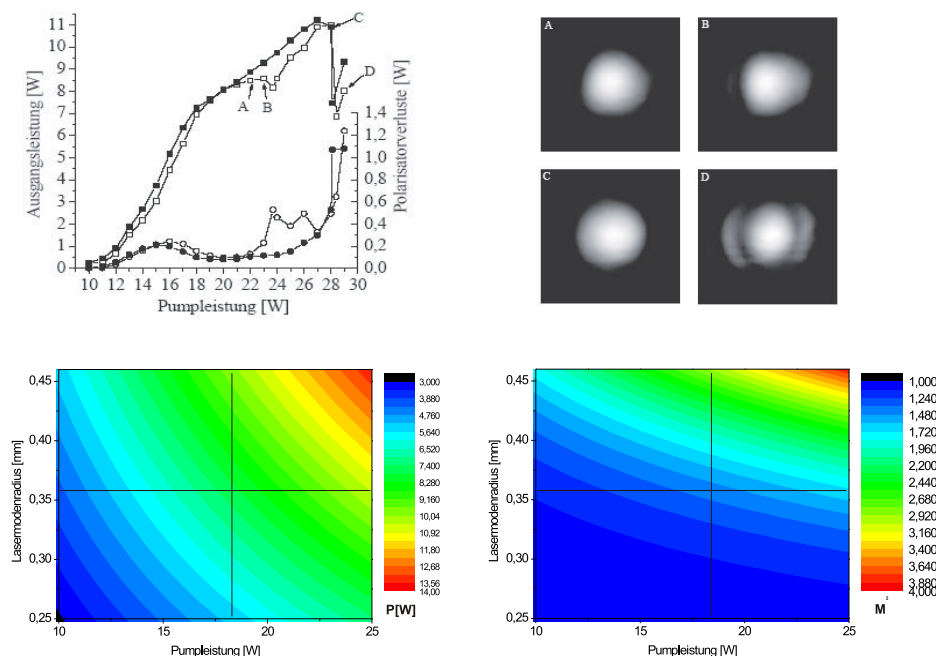 Ausgangsleistung [W]
11
10
9
8
7
6
5
4
3
2
1
0
10 12 14 16 18 20 22 24 26 28 30
Pumpleistung [W]
1,4
1,2
1,0
0,8
0,6
0,4
0,2
0,0
Polarisatorverluste [W]
A
B
C
D
A
B
C
D
Lasermodenradius [mm]
0,45
0,40
0,35
0,30
0,25
10 15 20 25
Pumpleistung [W]
3,000
3,880
4,760
5,640
6,520
7,400
8,280
9,160
10,04
10,92
11,80
12,68
13,56
14,00
P[W]
Lasermodenradius [mm]
0,45
0,40
0,35
0,30
0,25
10 15 20 25
Pumpleistung [W]
1,000
1,240
1,480
1,720
1,960
2,200
2,440
2,680
2,920
3,160
3,400
3,640
3,880
4,000
M²